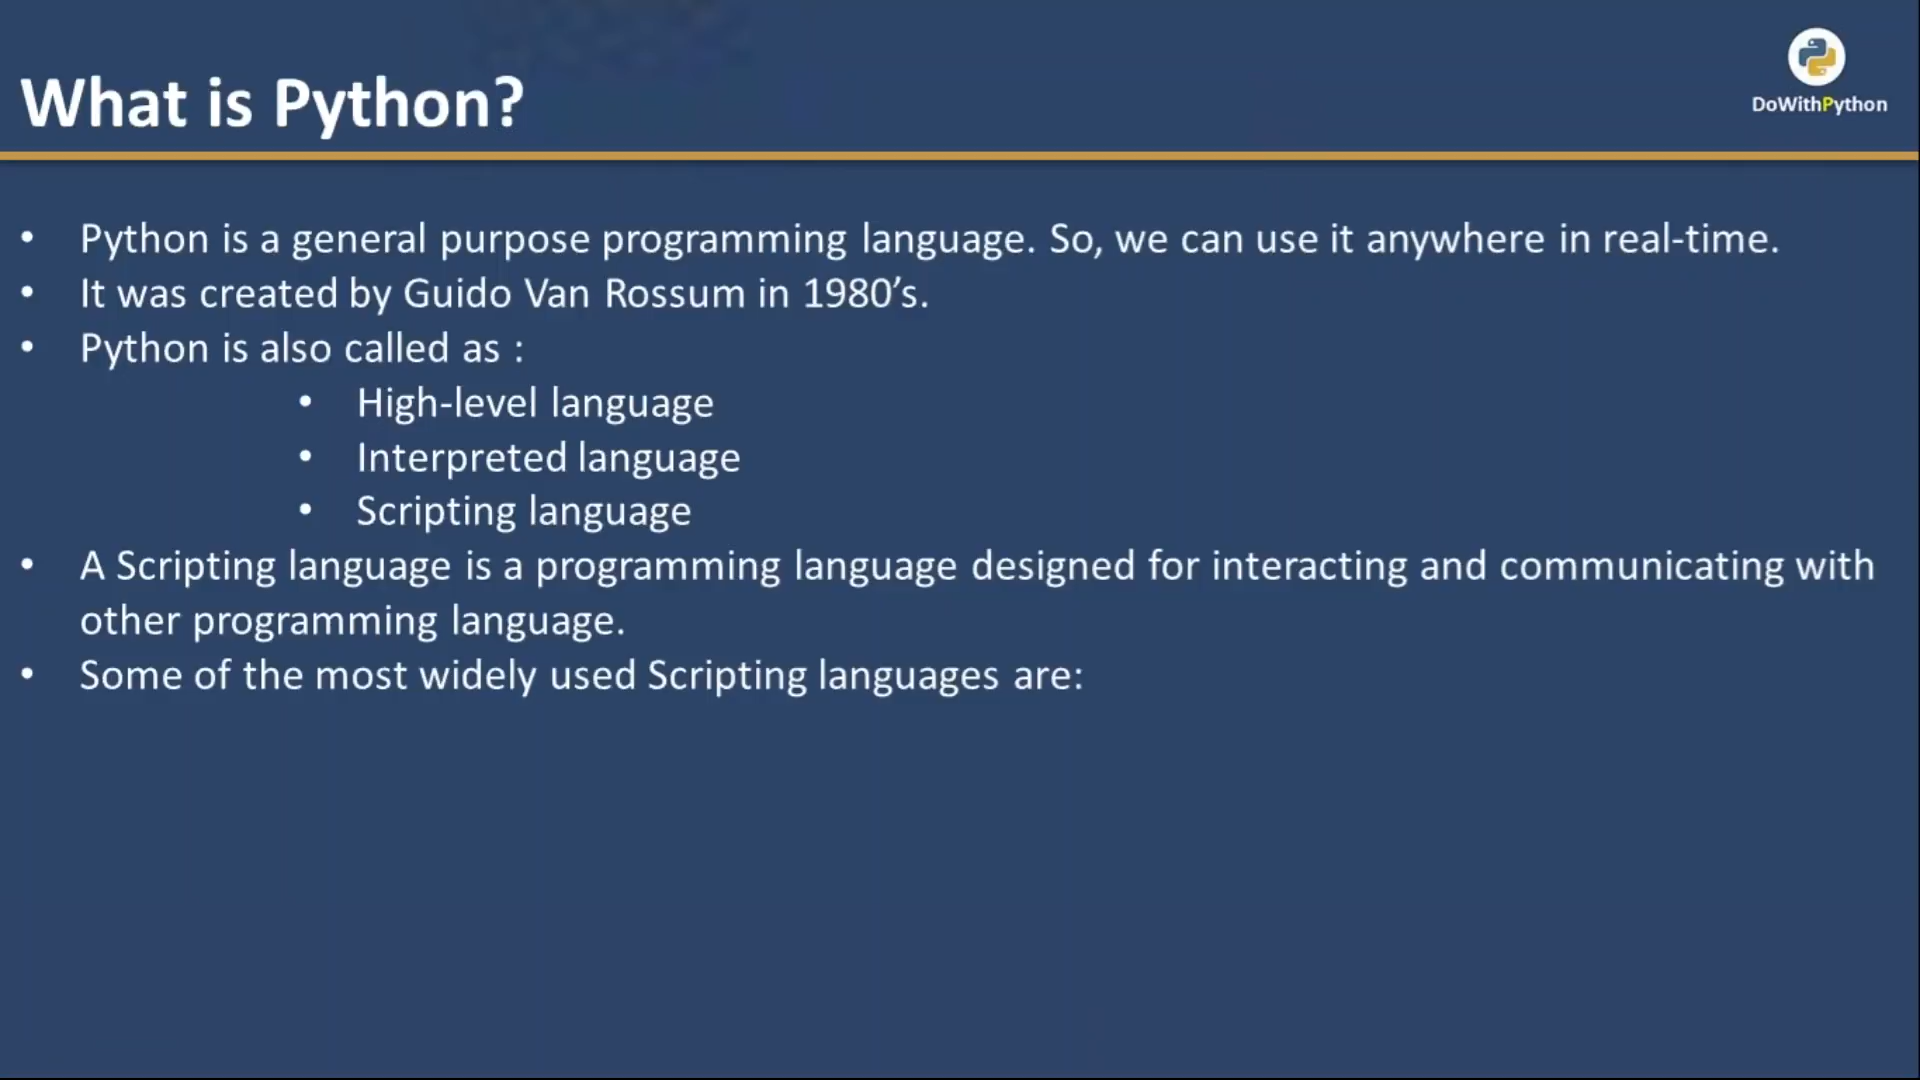 What is Python?
DoWithPython
• Python is a general purpose programming language. So, we can use it anywhere in real-time.
• It was created by Guido Van Rossum in 1980’s.
• Python is also called as :
• High-level language
• Interpreted language
• Scripting language
• A Scripting language is a programming language designed for interacting and communicating with
other programming language.
• Some of the most widely used Scripting languages are: